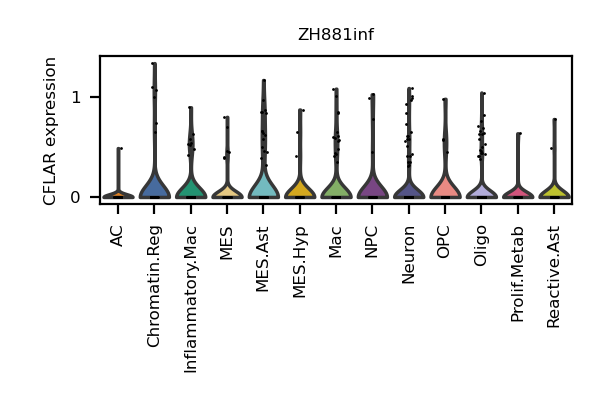 ZH881inf
CFLAR expression
1
0
AC
Chromatin.Reg
Inflammatory.Mac
MES
MES.Ast
MES.Hyp
Mac
NPC
Neuron
OPC
Oligo
Prolif.Metab
Reactive.Ast